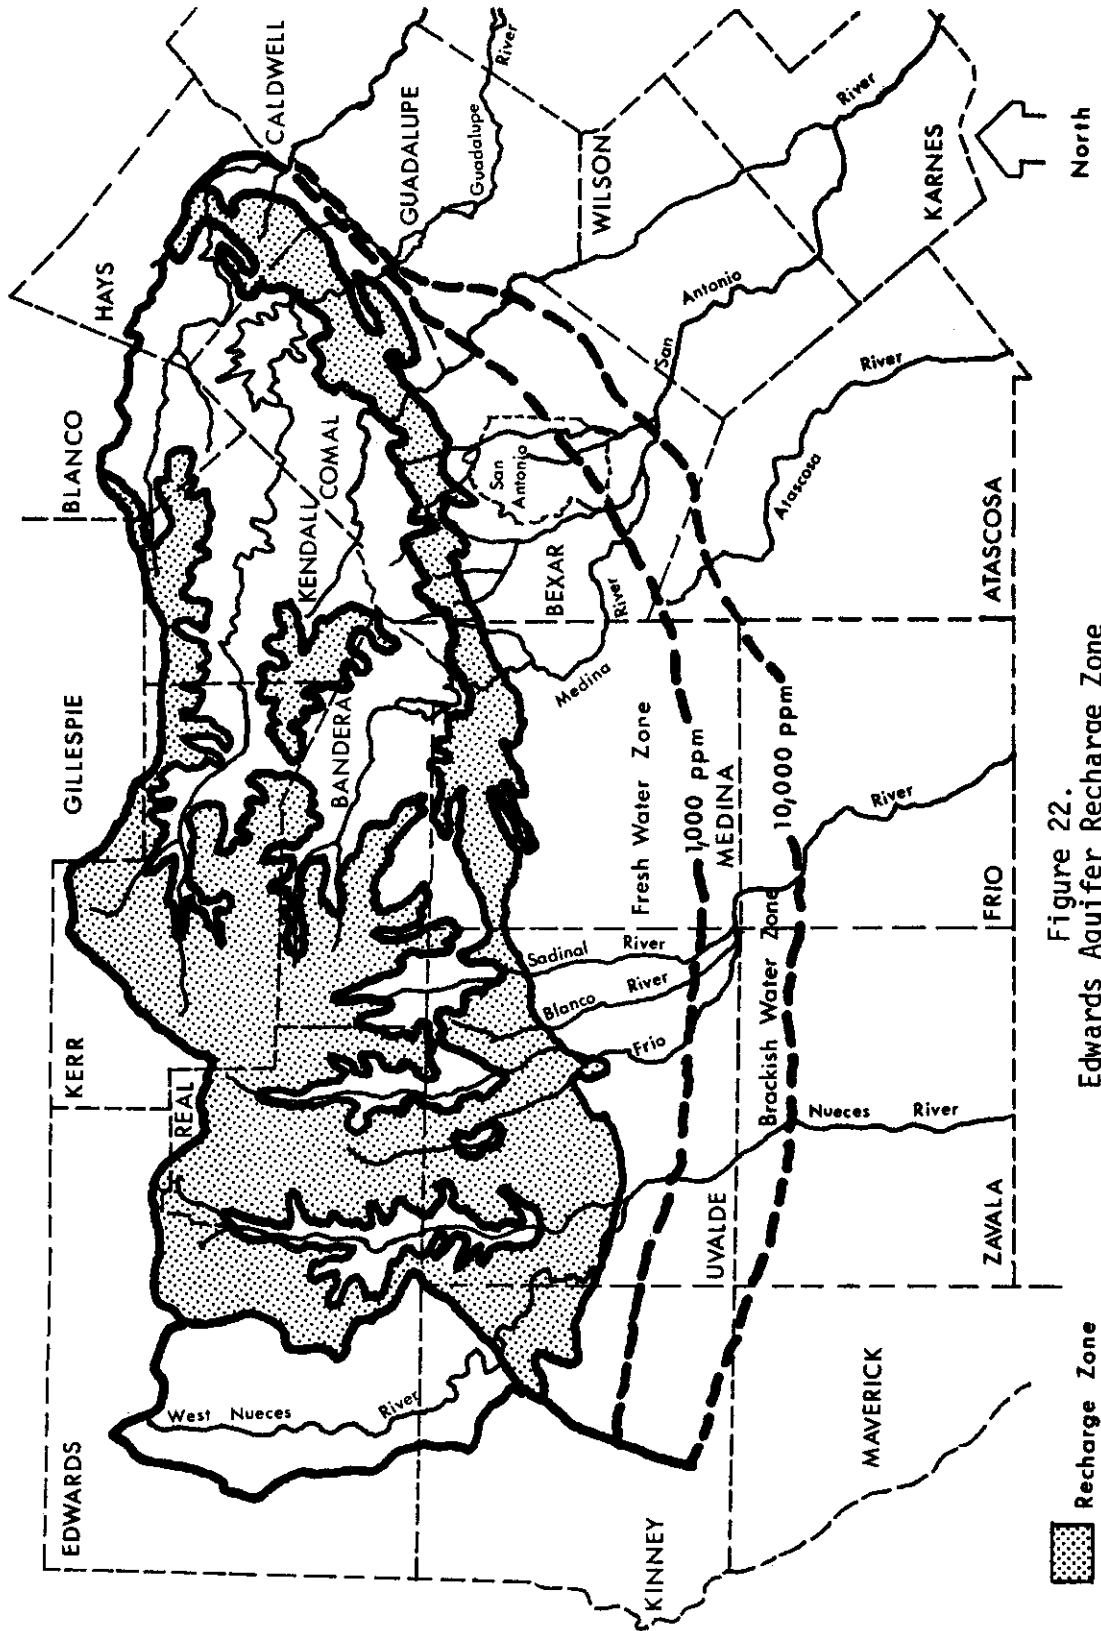 EDWARDS
KERR
GILLESPIE
BLANCO
HAYS
CALDWELL
REAL
KENDALL
COMAL
GUADALUPE
Guadalupe
River
BANDERA
West Nueces
River
San
Antonio
BEXAR
WILSON
Medina
River
San
Antonio
River
Sadinal River
Blanco River
Frio
Fresh Water Zone
1,000 ppm
MEDINA
10,000 ppm
Brackish Water Zone
KINNEY
UVALDE
Nueces River
River
Atascosa
River
KARNES
MAVERICK
ZAVALA
FRIO
ATASCOSA
North
Recharge Zone
Figure 22.
Edwards Aquifer Recharge Zone